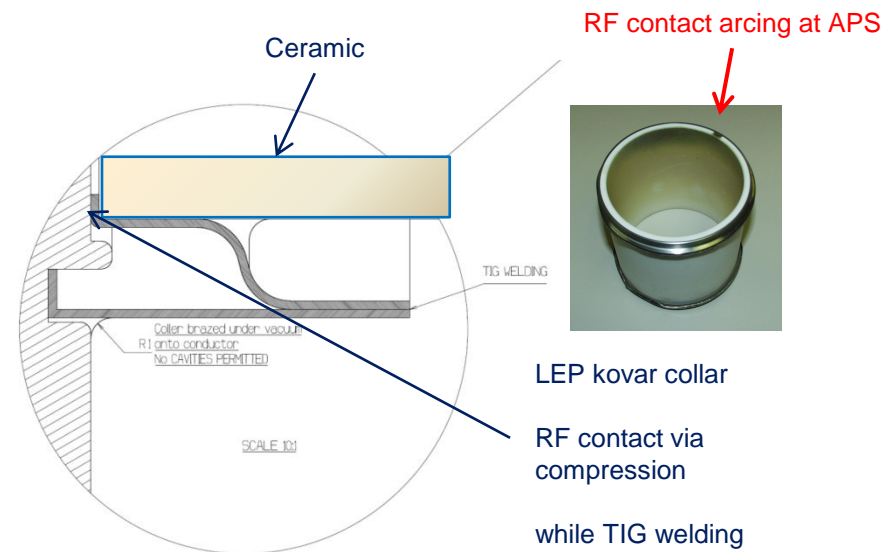 RF contact arcing at APS
Ceramic
TIG WELDING
Coller brazed under vacuum
R1 onto conductor
No CAVITIES PERMITTED
SCALE 10:1
LEP kovar collar
RF contact via
compression
while TIG welding